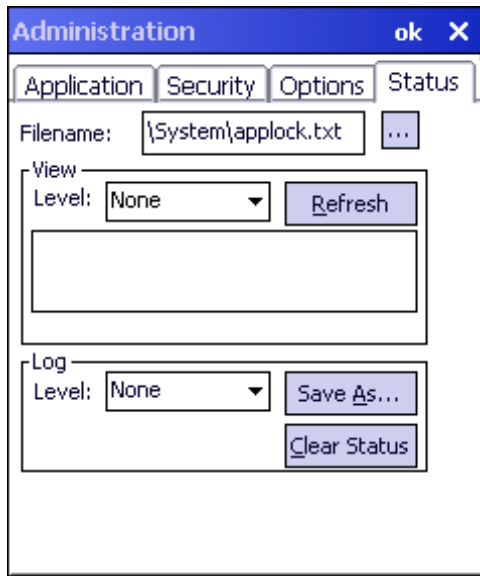 Administration ok X
Application Security Options Status
Filename: \System\applock.txt ...
View
Level: None Refresh
Log
Level: None Save As...
Clear Status